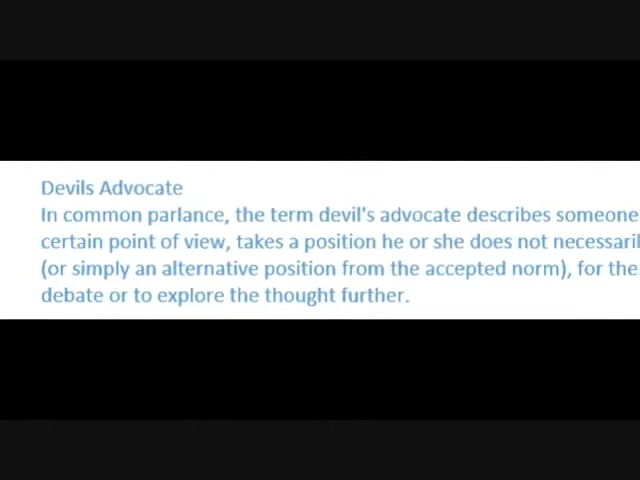 Devils Advocate
In common parlance, the term devil's advocate describes someone
certain point of view, takes a position he or she does not
(or simply an alternative position from the accepted norm), for the
debate or to explore the thought further.